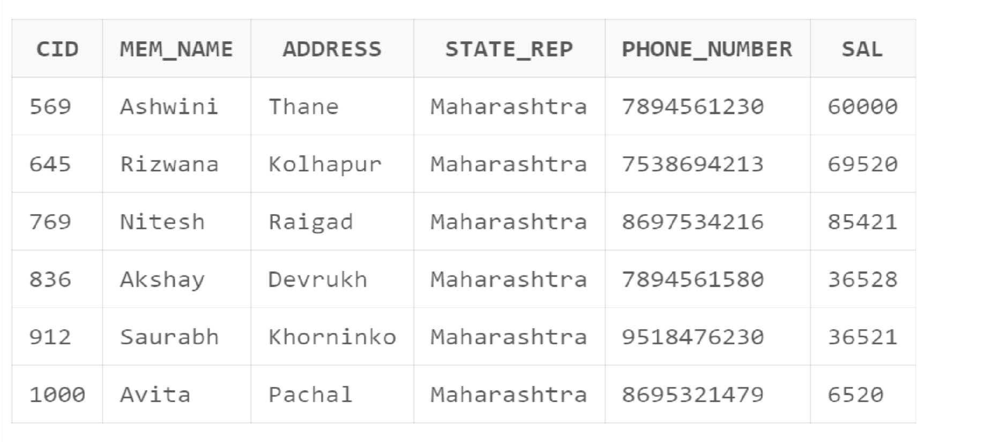 CID MEM_NAME ADDRESS STATE_REP PHONE_NUMBER SAL
569 Ashwini Thane Maharashtra 7894561230 60000
645 Rizwana Kolhapur Maharashtra 7538694213 69520
769 Nitesh Raigad Maharashtra 8697534216 85421
836 Akshay Devrukh Maharashtra 7894561580 36528
912 Saurabh Khorninko Maharashtra 9518476230 36521
1000 Avita Pachal Maharashtra 8695321479 6520